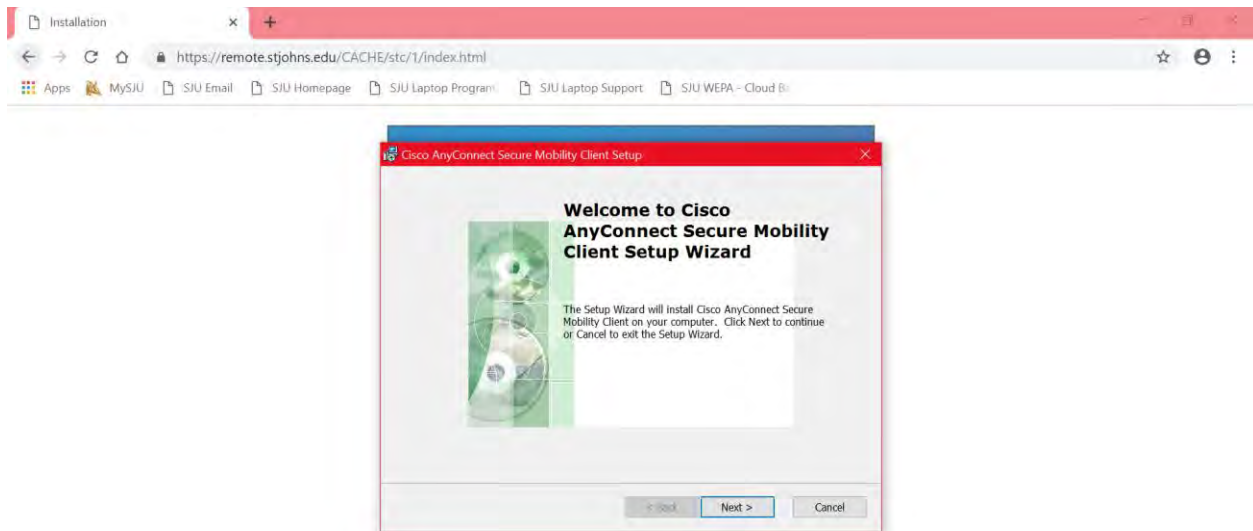 Installation
https://remote.stjohns.edu/CACHE/stc/1/index.html
Apps MySJU SJU Email SJU Homepage SJU Laptop Program SJU Laptop Support SJU WEPA - Cloud
Cisco AnyConnect Secure Mobility Client Setup
Welcome to Cisco
AnyConnect Secure Mobility
Client Setup Wizard
The Setup Wizard will install Cisco AnyConnect Secure
Mobility Client on your computer. Click Next to continue
or Cancel to exit the Setup Wizard.
< Back Next > Cancel